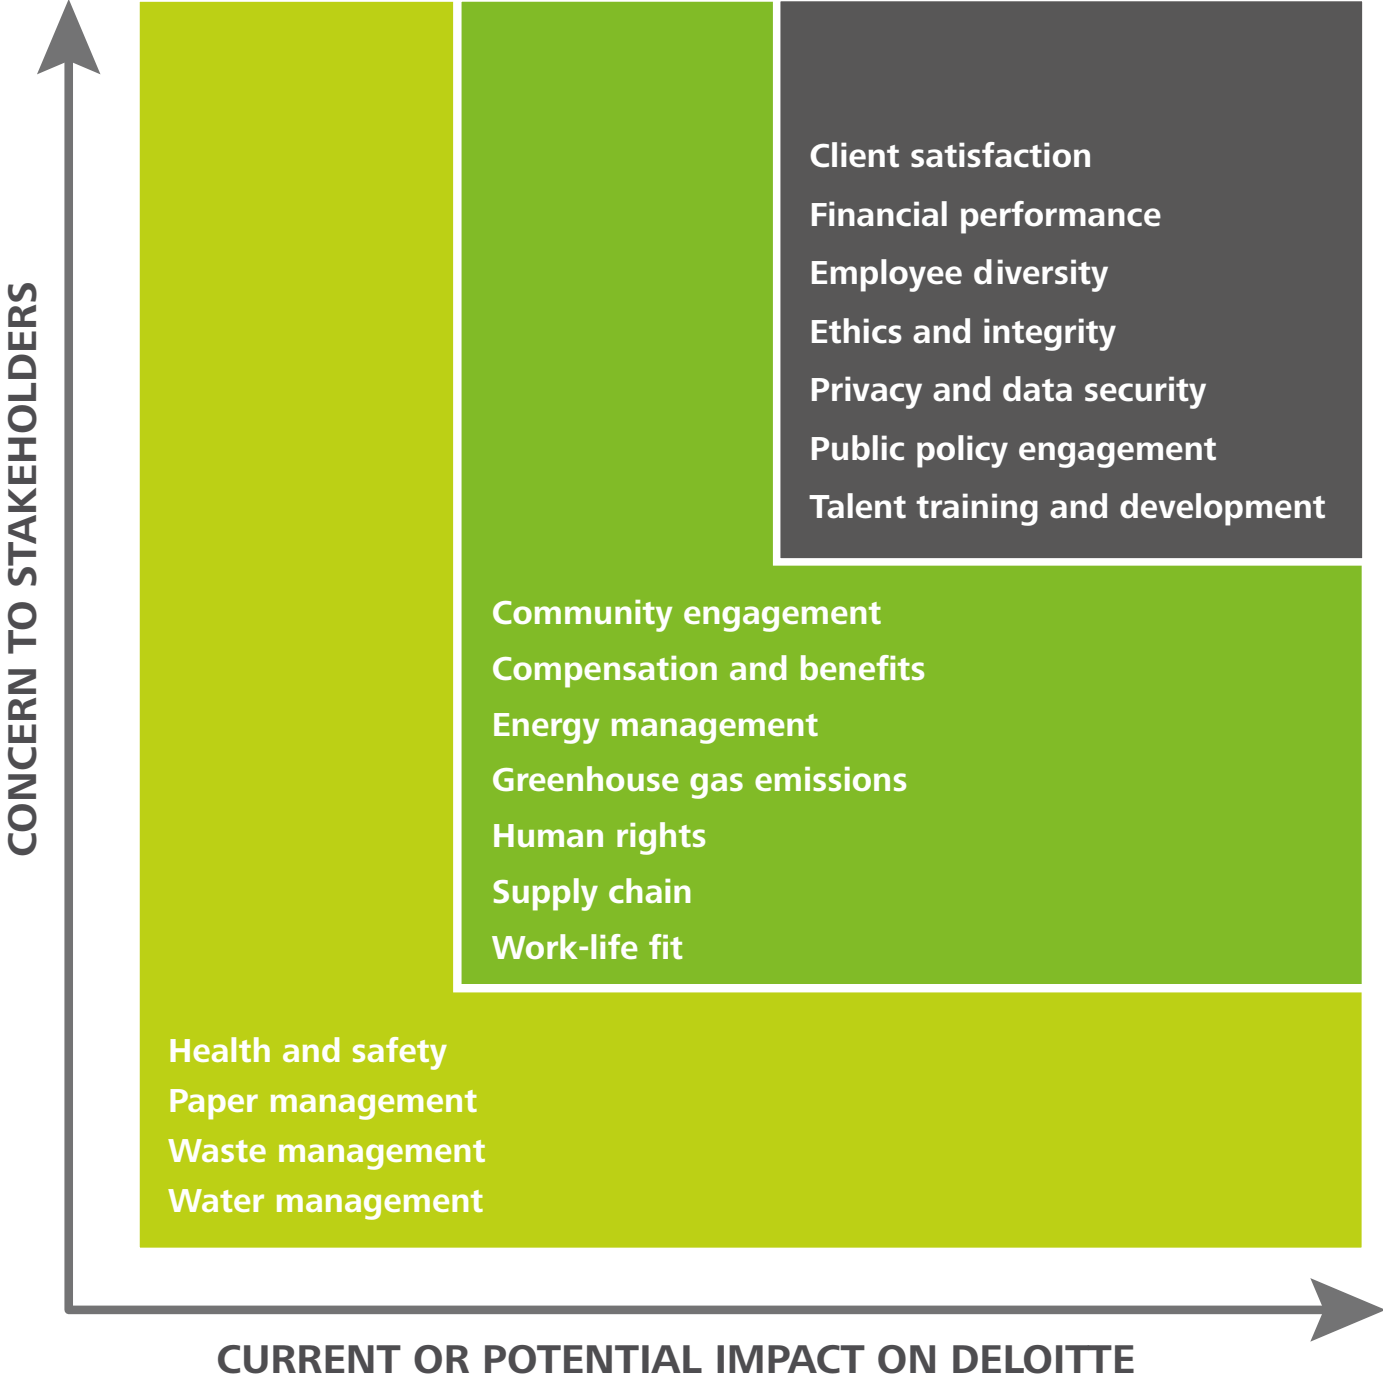 CONCERN TO STAKEHOLDERS
Client satisfaction
Financial performance
Employee diversity
Ethics and integrity
Privacy and data security
Public policy engagement
Talent training and development
Community engagement
Compensation and benefits
Energy management
Greenhouse gas emissions
Human rights
Supply chain
Work-life fit
Health and safety
Paper management
Waste management
Water management
CURRENT OR POTENTIAL IMPACT ON DELOITTE